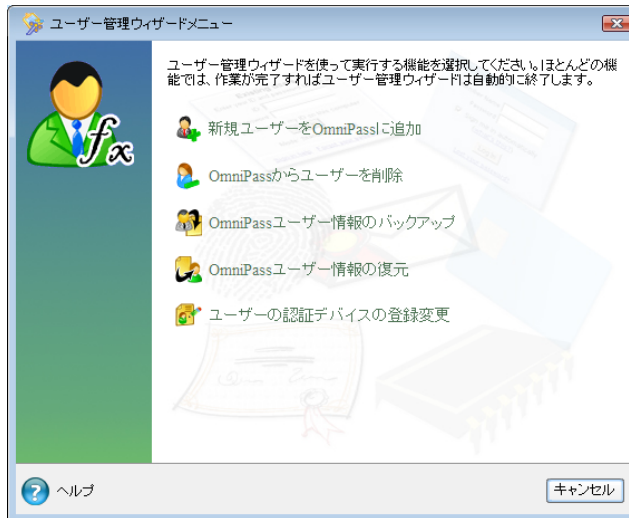 ユーザー管理ウィザードメニュー
ユーザー管理ウィザードを使って実行する機能を選択してください。ほとんどの機
能では、作業が完了すればユーザー管理ウィザードは自動的に終了します。
fx
新規ユーザーをOmniPassに追加
OmniPassからユーザーを削除
OmniPassユーザー情報のバックアップ
OmniPassユーザー情報の復元
ユーザーの認証デバイスの登録変更
ヘルプ
キャンセル